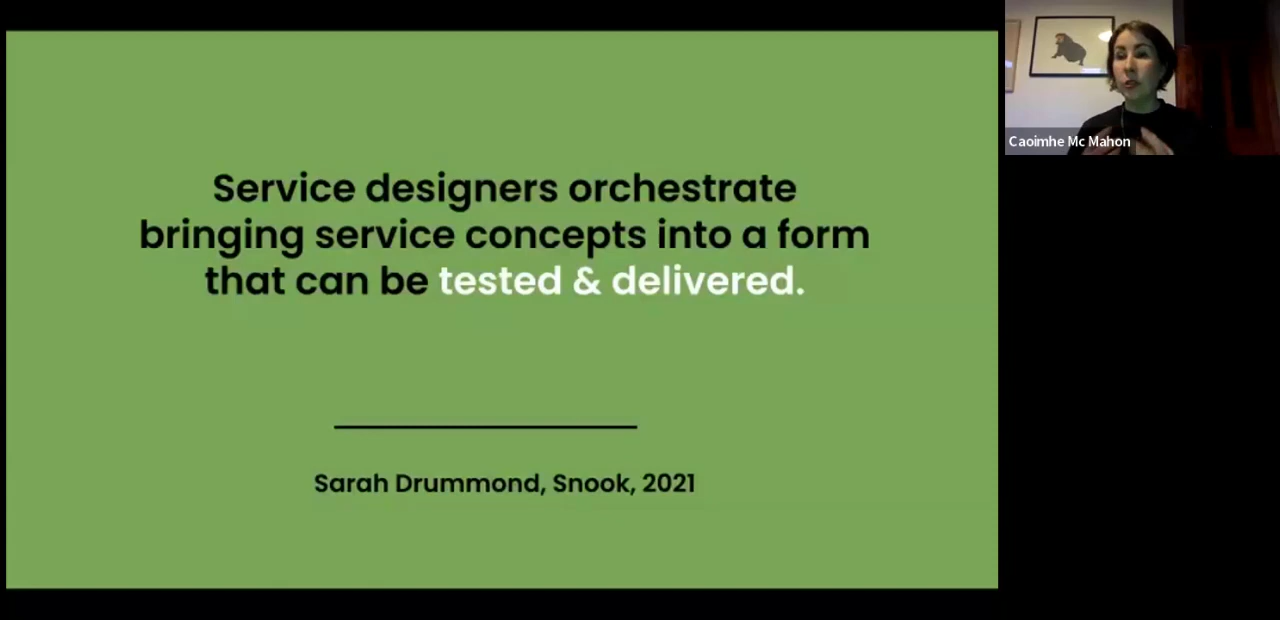 Service designers orchestrate
bringing service concepts into a form
that can be tested & delivered.
Sarah Drummond, Snook, 2021
Caoimhe Mc Mahon